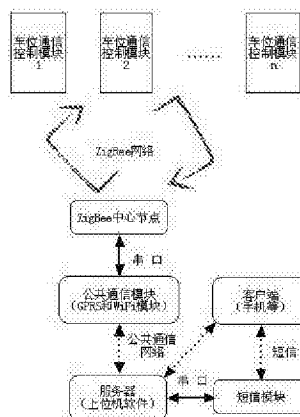 车位通信
控制模块
1
车位通信
控制模块
2
......
车位通信
控制模块
n
ZigBee网络
ZigBee中心节点
串 口
公共通信模块
(GPRS和WiFi模块)
客户端
(手机等)
公共通信
网络
短信
服务器
(上位机软件)
串 口
短信模块